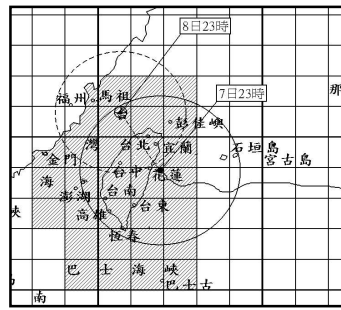 8日23時
7日23時
那
福州
馬祖
彭佳嶼
灣
台北
宜蘭
石垣島
宮古島
金門
台中
花蓮
海
澎湖
台南
台東
峽
高雄
恆春
巴士海峽
巴士古
南
島